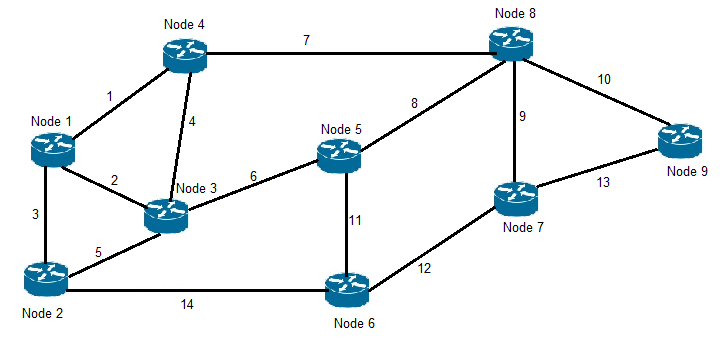 Node 8
Node 4
7
10
1
8
Node 1
4
9
Node 5
Node 9
2
6
Node 3
13
3
11
Node 7
5
12
14
Node 2
Node 6